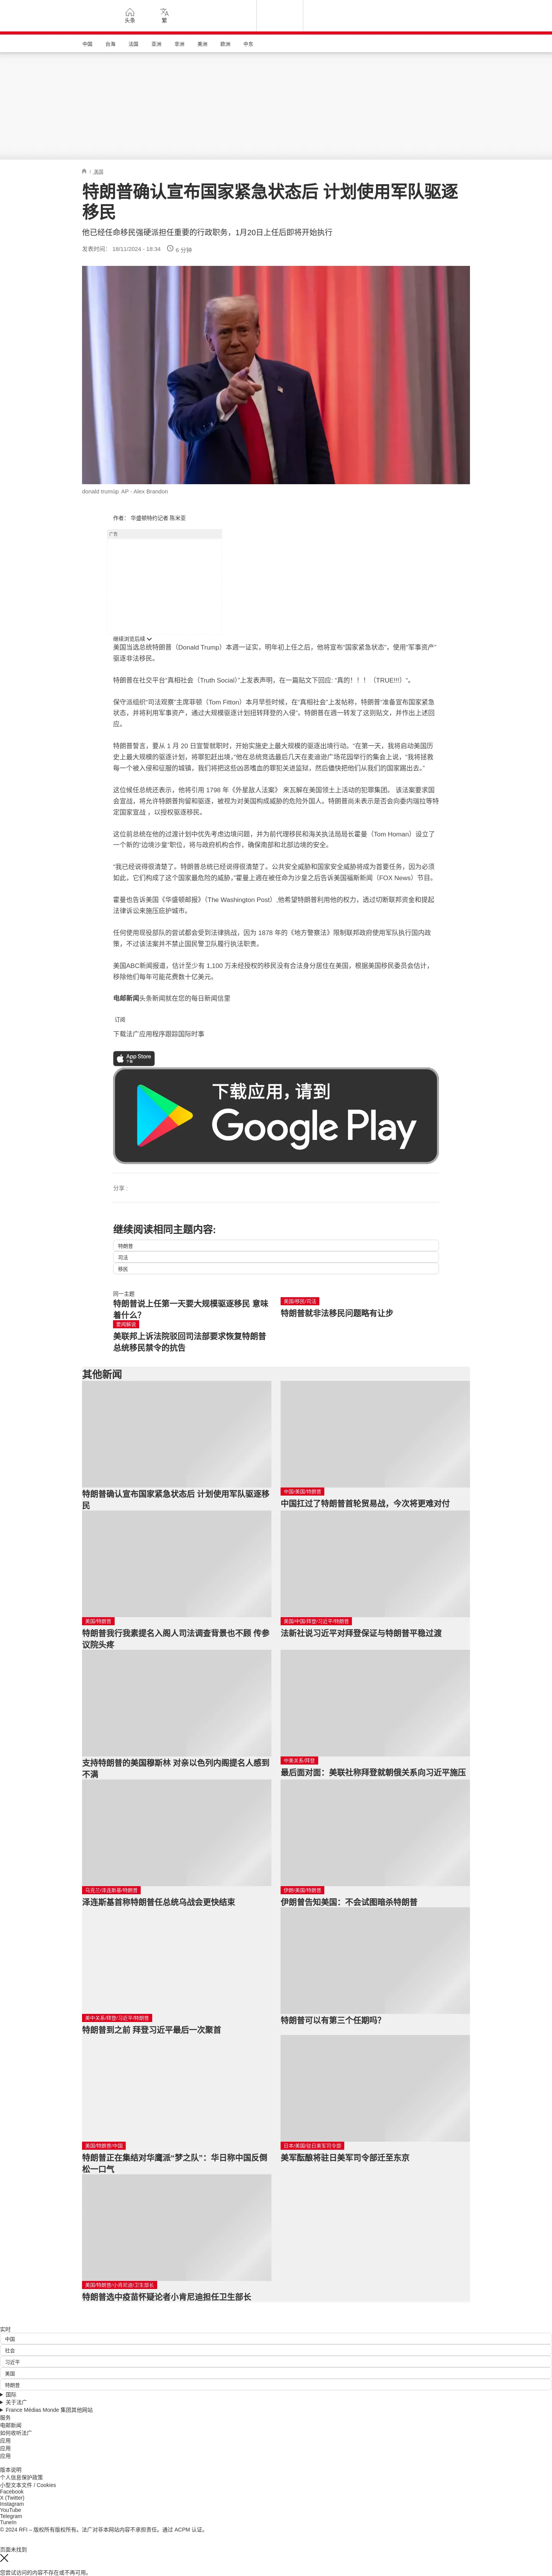 头条
繁
中国
台海
法国
亚洲
非洲
美洲
欧洲
中东
/ 美国
特朗普确认宣布国家紧急状态后 计划使用军队驱逐
移民
他已经任命移民强硬派担任重要的行政职务，1月20日上任后即将开始执行
发表时间： 18/11/2024 - 18:34
6 分钟
donald trumùp AP - Alex Brandon
作者： 华盛顿特约记者 陈米亚
广告
继续浏览后续
美国当选总统特朗普（Donald Trump）本週一证实，明年初上任之后，他将宣布“国家紧急状态”，使用“军事资产”
驱逐非法移民。
特朗普在社交平台“真相社会（Truth Social）”上发表声明，在一篇贴文下回应: “真的！！！（TRUE!!!）”。
保守派组织“司法观察”主席菲顿（Tom Fitton）本月早些时候，在“真相社会”上发帖称，特朗普“准备宣布国家紧急
状态，并将利用军事资产，通过大规模驱逐计划扭转拜登的入侵”。特朗普在週一转发了这则贴文，并作出上述回
应。
特朗普誓言，要从 1 月 20 日宣誓就职时，开始实施史上最大规模的驱逐出境行动。“在第一天，我将启动美国历
史上最大规模的驱逐计划，将罪犯赶出境，”他在总统竞选最后几天在麦迪逊广场花园举行的集会上说，“我将拯救
每一个被入侵和征服的城镇，我们将把这些凶恶嗜血的罪犯关进监狱，然后儘快把他们从我们的国家踢出去。”
这位候任总统还表示，他将引用 1798 年《外星敌人法案》 来瓦解在美国领土上活动的犯罪集团。 该法案要求国
会宣战，将允许特朗普拘留和驱逐，被视为对美国构成威胁的危险外国人。特朗普尚未表示是否会向委内瑞拉等特
定国家宣战 ，以授权驱逐移民。
这位前总统在他的过渡计划中优先考虑边境问题，并为前代理移民和海关执法局局长霍曼（Tom Homan）设立了
一个新的“边境沙皇”职位，将与政府机构合作，确保南部和北部边境的安全。
“我已经说得很清楚了。特朗普总统已经说得很清楚了。公共安全威胁和国家安全威胁将成为首要任务，因为必须
如此，它们构成了这个国家最危险的威胁，”霍曼上週在被任命为沙皇之后告诉美国福斯新闻（FOX News）节目。
霍曼也告诉美国《华盛顿邮报》（The Washington Post）,他希望特朗普利用他的权力，透过切断联邦资金和提起
法律诉讼来施压庇护城市。
任何使用现役部队的尝试都会受到法律挑战，因为 1878 年的《地方警察法》限制联邦政府使用军队执行国内政
策，不过该法案并不禁止国民警卫队履行执法职责。
美国ABC新闻报道，估计至少有 1,100 万未经授权的移民没有合法身分居住在美国，根据美国移民委员会估计，
移除他们每年可能花费数十亿美元。
电邮新闻头条新闻就在您的每日新闻信里
订阅
下载法广应用程序跟踪国际时事
App Store
下载
下载应用，请到
Google Play
分享 :
继续阅读相同主题内容:
特朗普
司法
移民
同一主题
特朗普说上任第一天要大规模驱逐移民 意味
着什么?
美国/移民/司法
特朗普就非法移民问题略有让步
要闻解说
美联邦上诉法院驳回司法部要求恢复特朗普
总统移民禁令的抗告
其他新闻
特朗普确认宣布国家紧急状态后 计划使用军队驱逐移
民
中国/美国/特朗普
中国扛过了特朗普首轮贸易战，今次将更难对付
美国/特朗普
特朗普我行我素提名入阁人司法调查背景也不顾 传参
议院头疼
美国/中国/拜登/习近平/特朗普
法新社说习近平对拜登保证与特朗普平稳过渡
支持特朗普的美国穆斯林 对亲以色列内阁提名人感到
不满
中美关系/拜登
最后面对面：美联社称拜登就朝俄关系向习近平施压
乌克兰/泽连斯基/特朗普
泽连斯基首称特朗普任总统乌战会更快结束
伊朗/美国/特朗普
伊朗曾告知美国：不会试图暗杀特朗普
美中关系/拜登/习近平/特朗普
特朗普到之前 拜登习近平最后一次聚首
特朗普可以有第三个任期吗？
美国/特朗普/中国
特朗普正在集结对华鹰派“梦之队”：华日称中国反倒
松一口气
日本/美国/驻日美军司令部
美军酝酿将驻日美军司令部迁至东京
美国/特朗普/小肯尼迪/卫生部长
特朗普选中疫苗怀疑论者小肯尼迪担任卫生部长
实时
中国
社会
习近平
美国
特朗普
国际
关于法广
France Médias Monde 集团其他网站
服务
电邮新闻
如何收听法广
应用
应用
应用
版本说明
个人信息保护政策
小型文本文件 / Cookies
Facebook
X (Twitter)
Instagram
YouTube
Telegram
TuneIn
© 2024 RFI – 版权所有版权所有。法广对非本网站内容不承担责任。通过 ACPM 认证。
页面未找到
您尝试访问的内容不存在或不再可用。